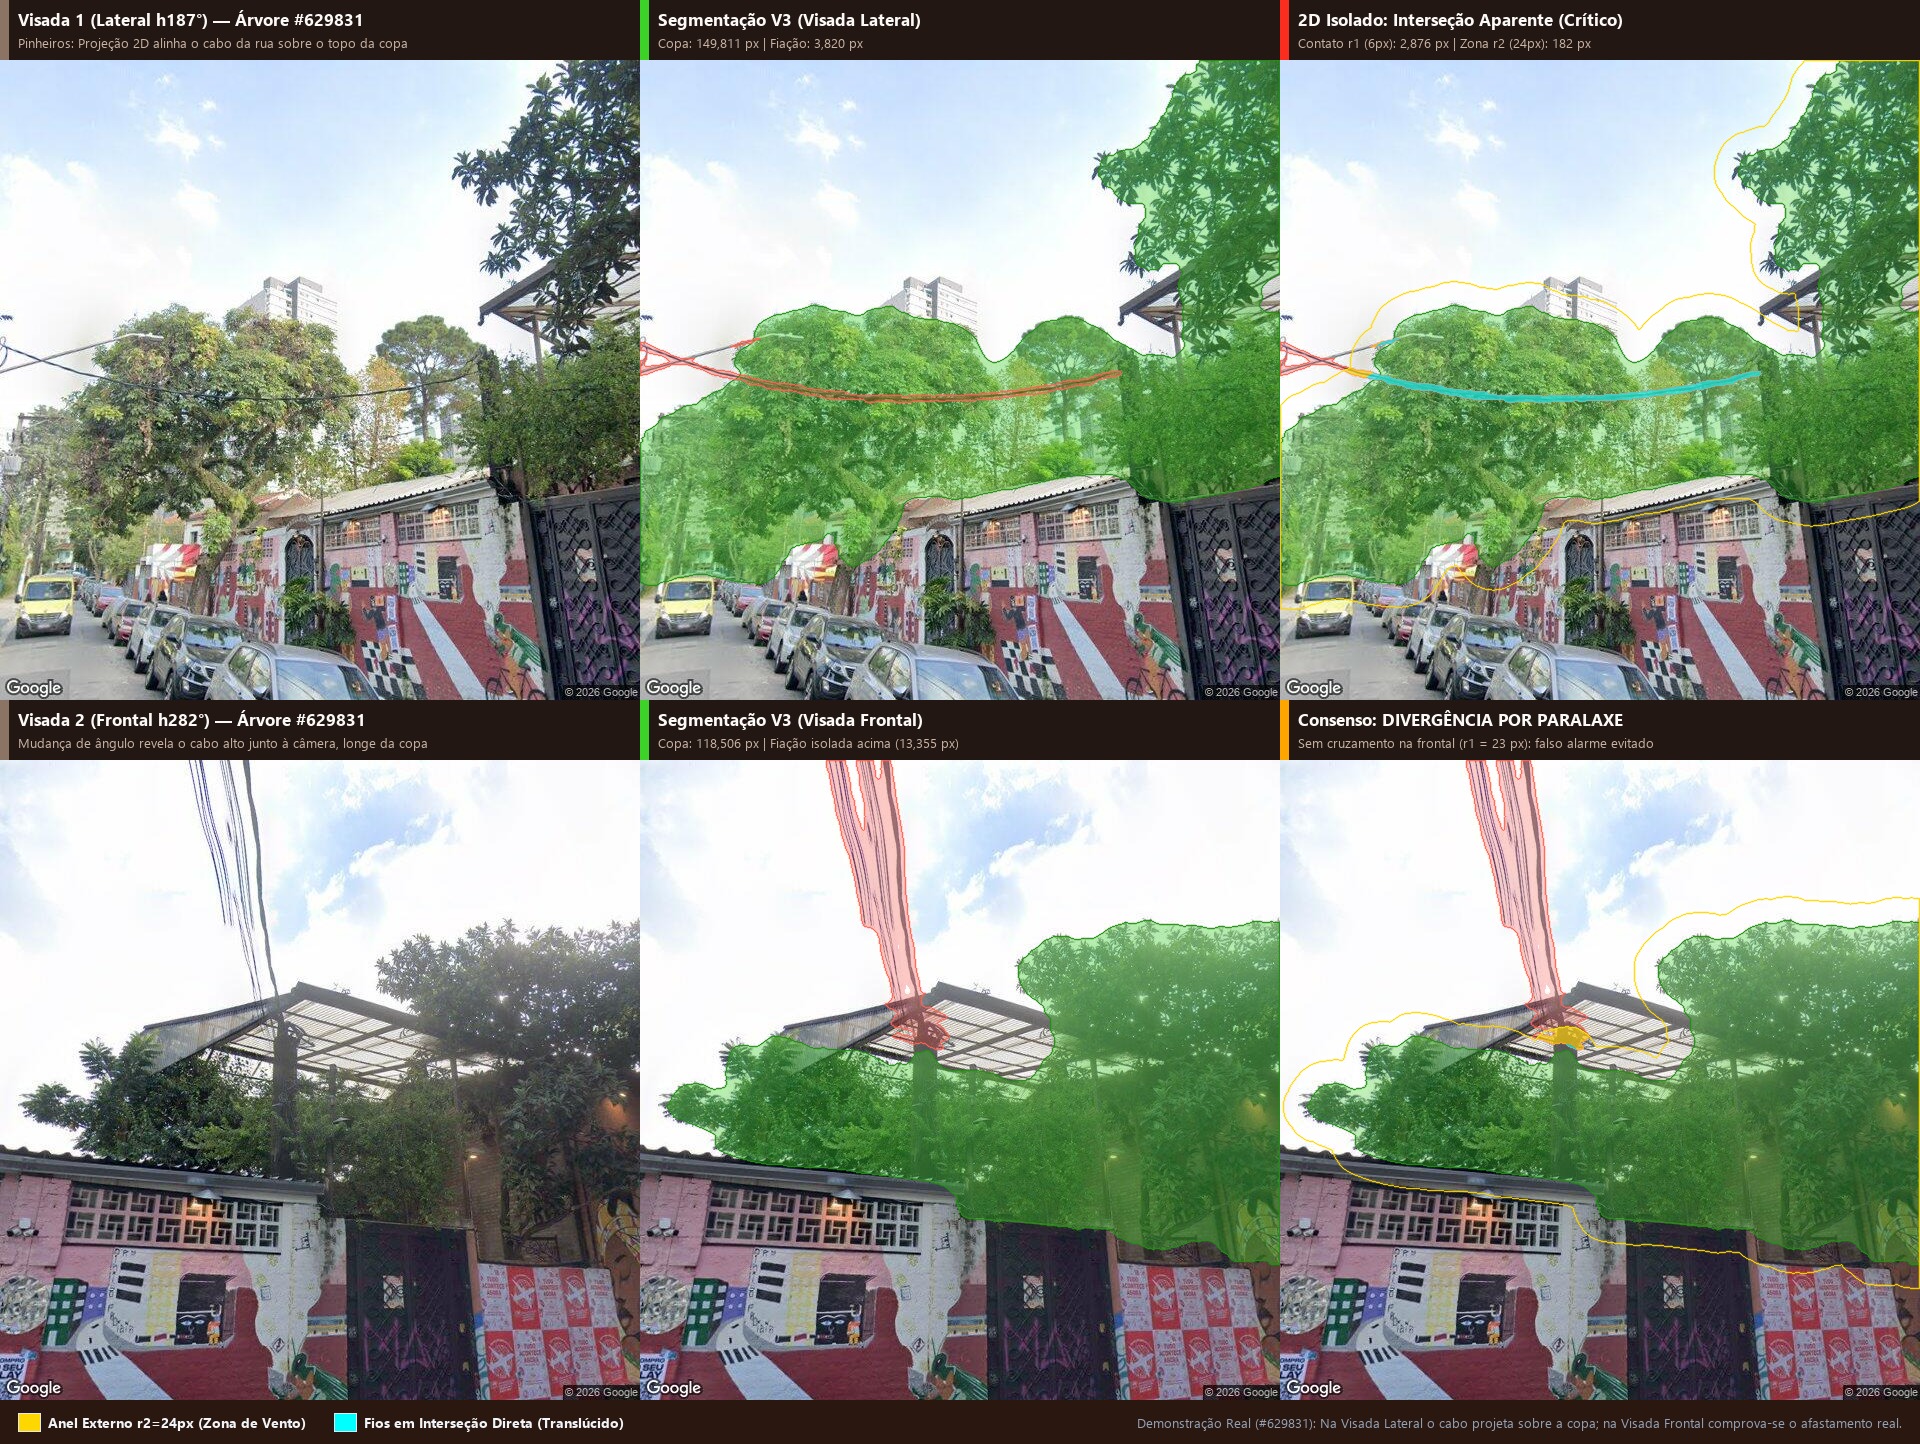 Visada 1 (Lateral h187°) — Árvore #629831
Pinheiros: Projeção 2D alinha o cabo da rua sobre o topo da copa
Segmentação V3 (Visada Lateral)
Copa: 149,811 px | Fiação: 3,820 px
2D Isolado: Interseção Aparente (Crítico)
Contato r1 (6px): 2,876 px | Zona r2 (24px): 182 px
Google
© 2026 Google
Google
© 2026 Google
Google
© 2026 Google
Visada 2 (Frontal h282°) — Árvore #629831
Mudança de ângulo revela o cabo alto junto à câmera, longe da copa
Segmentação V3 (Visada Frontal)
Copa: 118,506 px | Fiação isolada acima (13,355 px)
Consenso: DIVERGÊNCIA POR PARALAXE
Sem cruzamento na frontal (r1 = 23 px): falso alarme evitado
COMPRO
SEU
Google
© 2026 Google
Google
© 2026 Google
Google
© 2026 Google
Anel Externo r2=24px (Zona de Vento)
Fios em Interseção Direta (Translúcido)
Demonstração Real (#629831): Na Visada Lateral o cabo projeta sobre a copa; na Visada Frontal comprova-se o afastamento real.